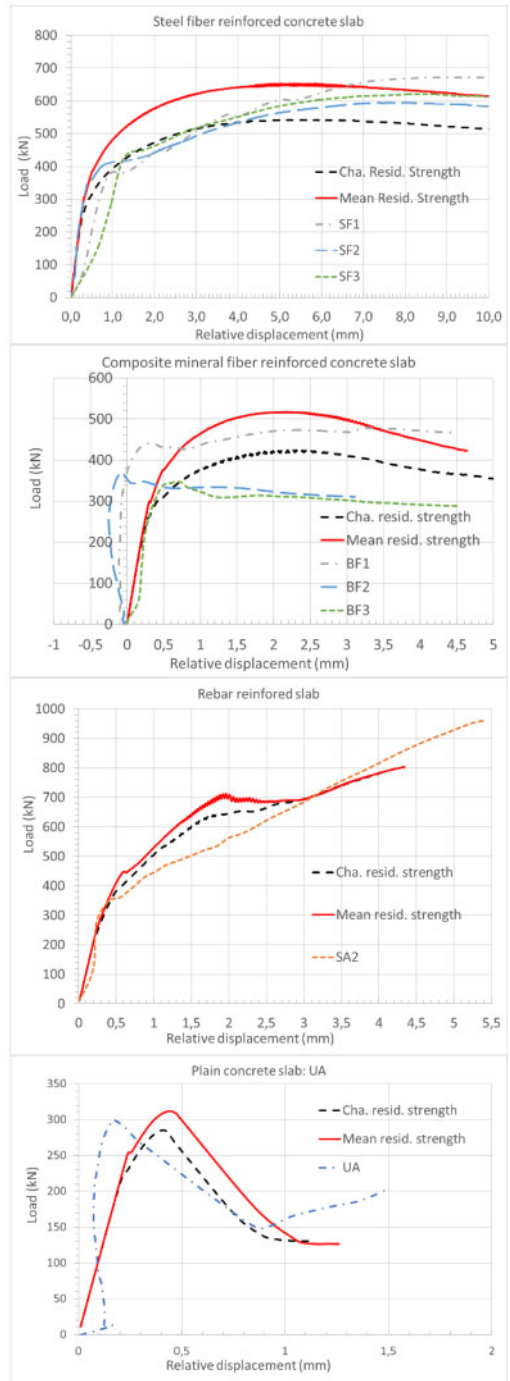 Steel fiber reinforced concrete slab
800
700
600
500
400
300
200
100
0
Load (kN)
Cha. Resid. Strength
Mean Resid. Strength
SF1
SF2
SF3
0,0 1,0 2,0 3,0 4,0 5,0 6,0 7,0 8,0 9,0 10,0
Relative displacement (mm)
Composite mineral fiber reinforced concrete slab
600
500
400
300
200
100
0
Load (kN)
Cha. resid. strength
Mean resid. strength
BF1
BF2
BF3
-1 -0,5 0 0,5 1 1,5 2 2,5 3 3,5 4 4,5 5
Relative displacement (mm)
Rebar reinfored slab
1000
900
800
700
600
500
400
300
200
100
0
Load (kN)
Cha. resid. strength
Mean resid. strength
SA2
0 0,5 1 1,5 2 2,5 3 3,5 4 4,5 5 5,5
Relative displacement (mm)
Plain concrete slab: UA
350
300
250
200
150
100
50
0
Load (kN)
Cha. resid. strength
Mean resid. strength
UA
0 0,5 1 1,5 2
Relative displacement (mm)